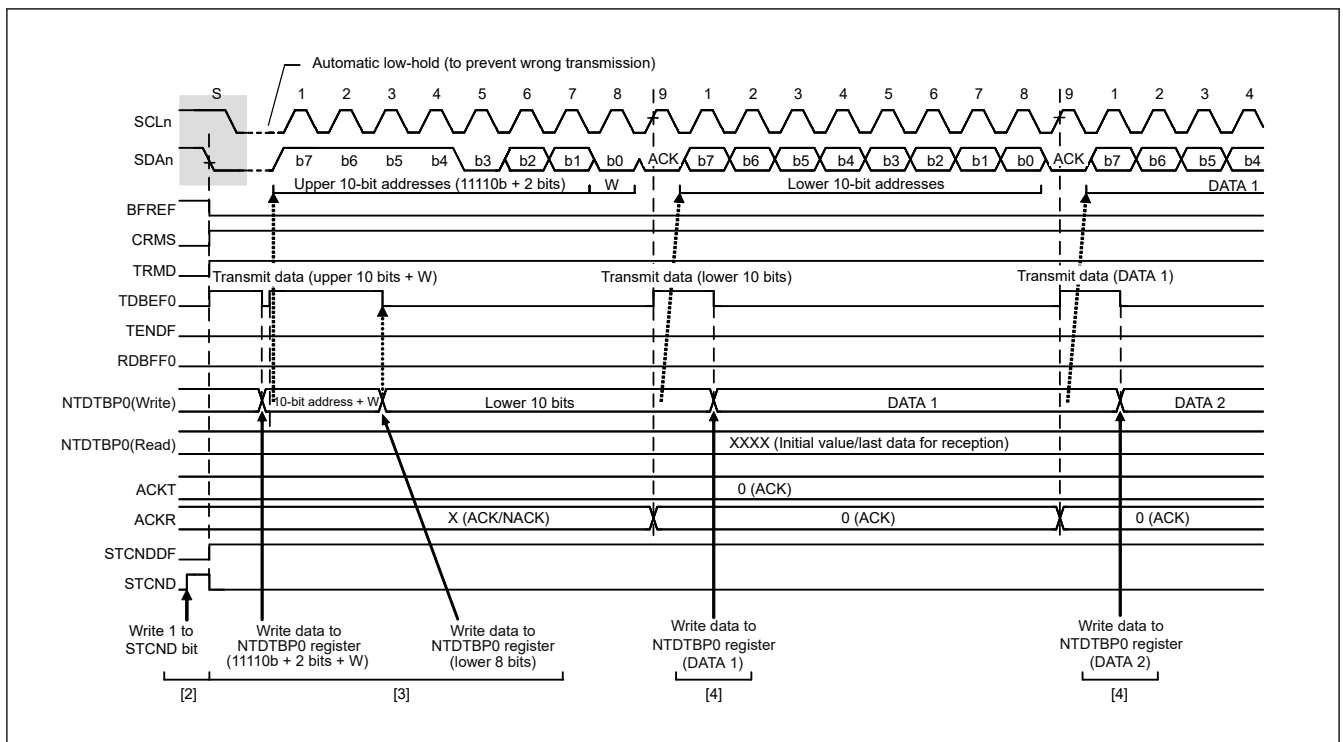 Automatic low-hold (to prevent wrong transmission)
S 1 2 3 4 5 6 7 8 9 1 2 3 4 5 6 7 8 9 1 2 3 4
SCLn
SDAn b7 b6 b5 b4 b3 b2 b1 b0 ACK b7 b6 b5 b4 b3 b2 b1 b0 ACK b7 b6 b5 b4
Upper 10-bit addresses (11110b + 2 bits) W Lower 10-bit addresses DATA 1
BFREF
CRMS
TRMD
Transmit data (upper 10 bits + W) Transmit data (lower 10 bits) Transmit data (DATA 1)
TDBEF0
TENDF
RDBFF0
NTDTBP0(Write) 10-bit address + W Lower 10 bits DATA 1 DATA 2
NTDTBP0(Read) XXXX (Initial value/last data for reception)
ACKT 0 (ACK)
ACKR X (ACK/NACK) 0 (ACK) 0 (ACK)
STCNDDF
STCND
Write 1 to
STCND bit
Write data to
NTDTBP0 register
(11110b + 2 bits + W)
Write data to
NTDTBP0 register
(lower 8 bits)
Write data to
NTDTBP0 register
(DATA 1)
Write data to
NTDTBP0 register
(DATA 2)
[2] [3] [4] [4]